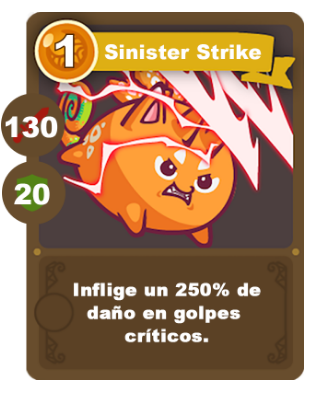 1
Sinister Strike
130
20
Inflige un 250% de
daño en golpes
críticos.